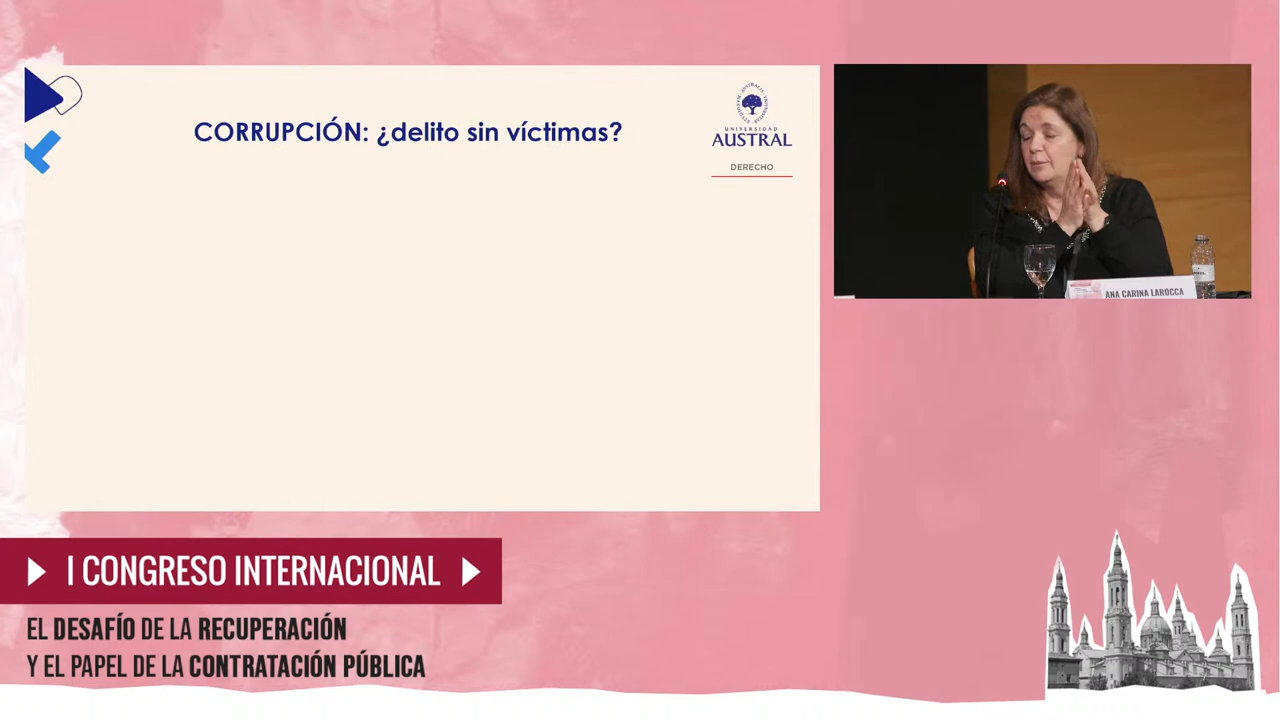 CORRUPCIÓN: ¿delito sin víctimas?
UNIVERSIDAD
AUSTRAL
DERECHO
ANA CARINA LAROCCA
I CONGRESO INTERNACIONAL
EL DESAFÍO DE LA RECUPERACIÓN
Y EL PAPEL DE LA CONTRATACIÓN PÚBLICA